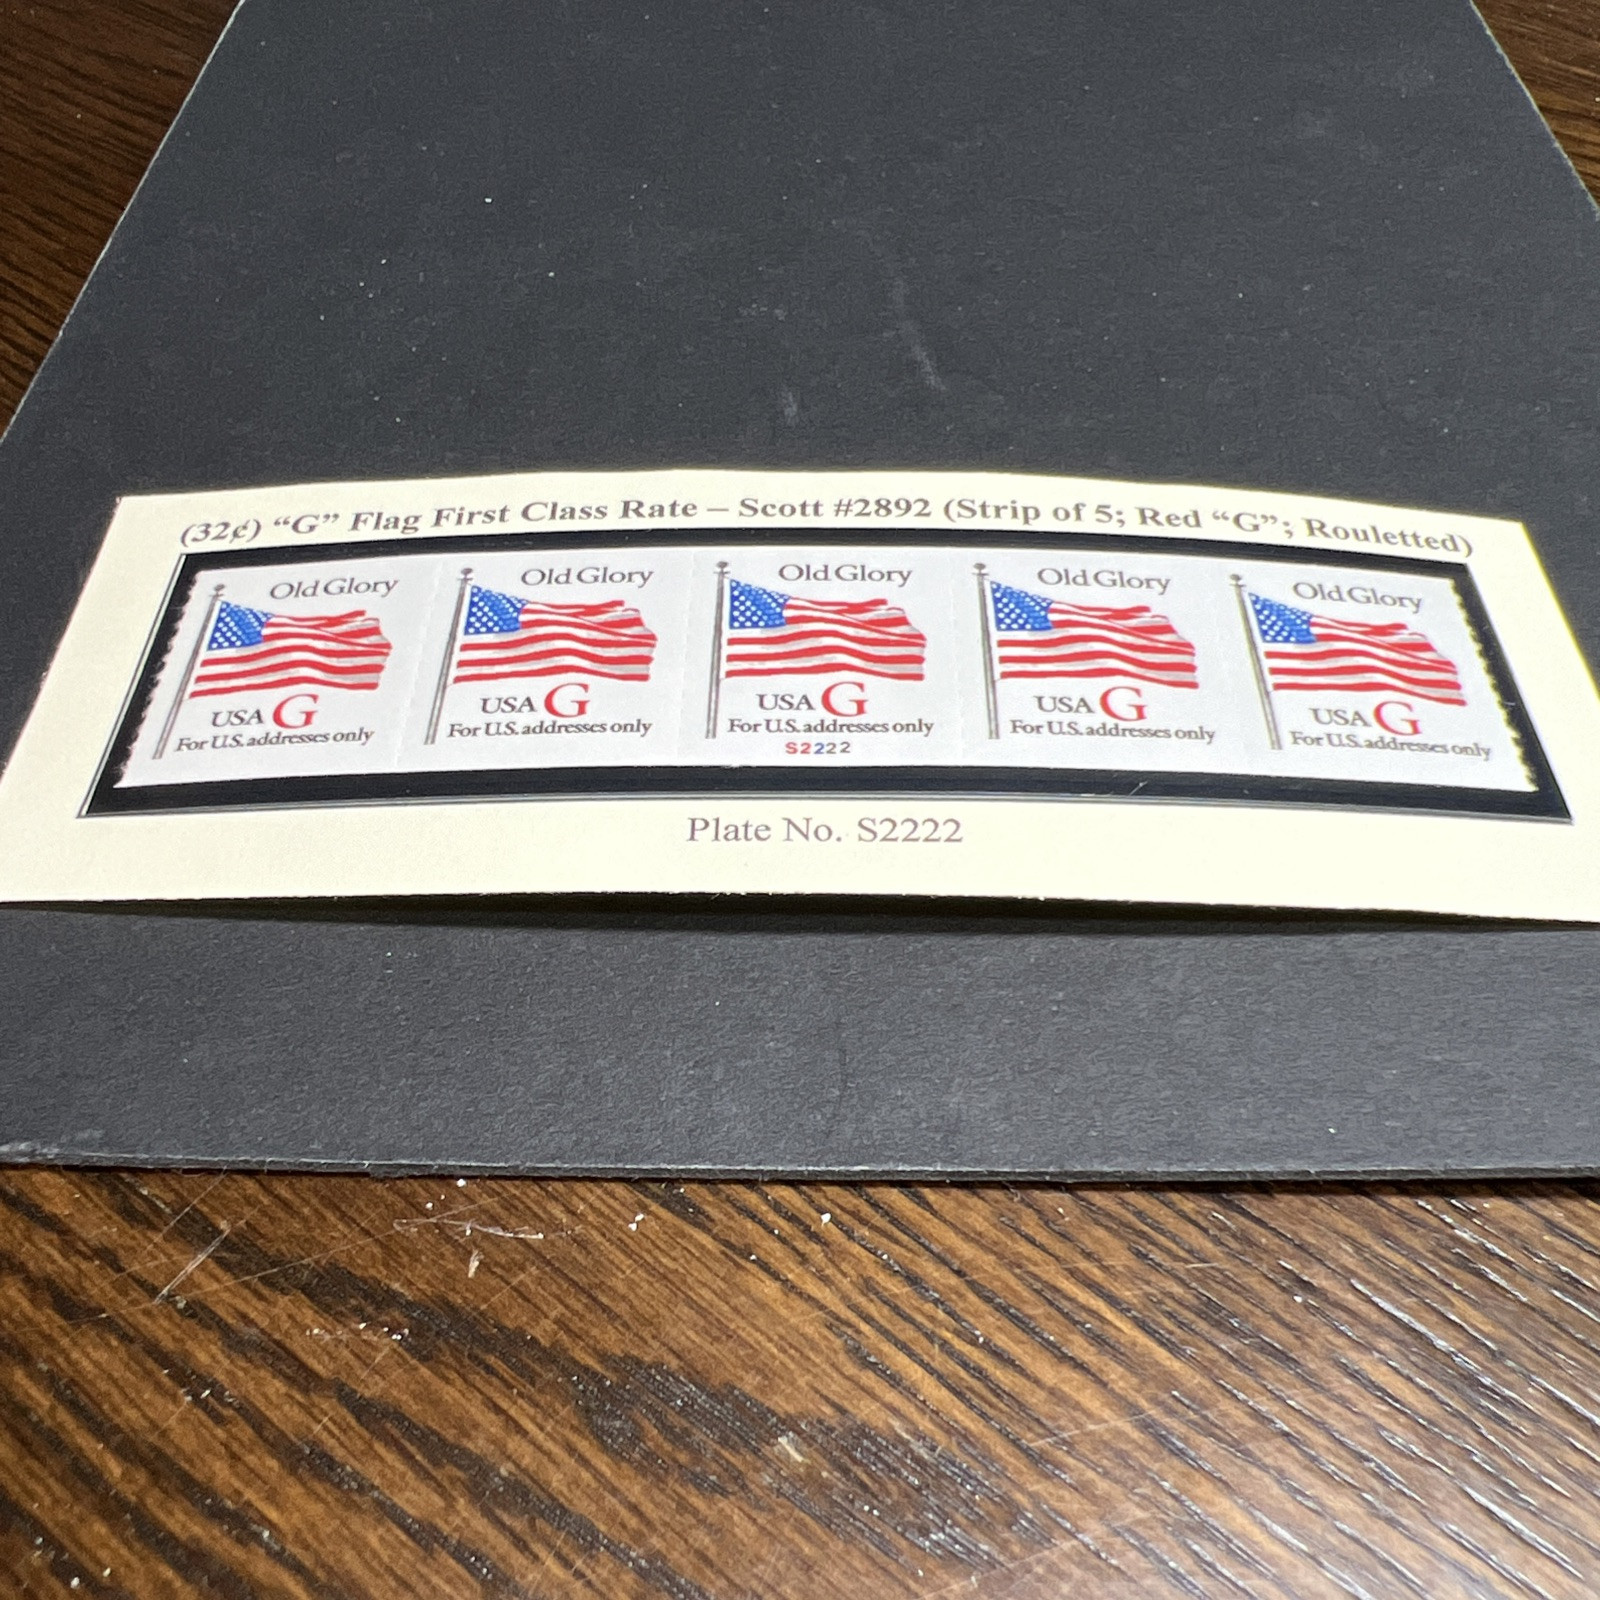 (32¢) “G” Flag First Class Rate – Scott #2892 (Strip of 5; Red “G”; Rouletted)
Old Glory
USA G
For U.S. addresses only
Old Glory
USA G
For U.S. addresses only
Old Glory
USA G
For U.S. addresses only
S2222
Old Glory
USA G
For U.S. addresses only
Old Glory
USA G
For U.S. addresses only
Plate No. S2222